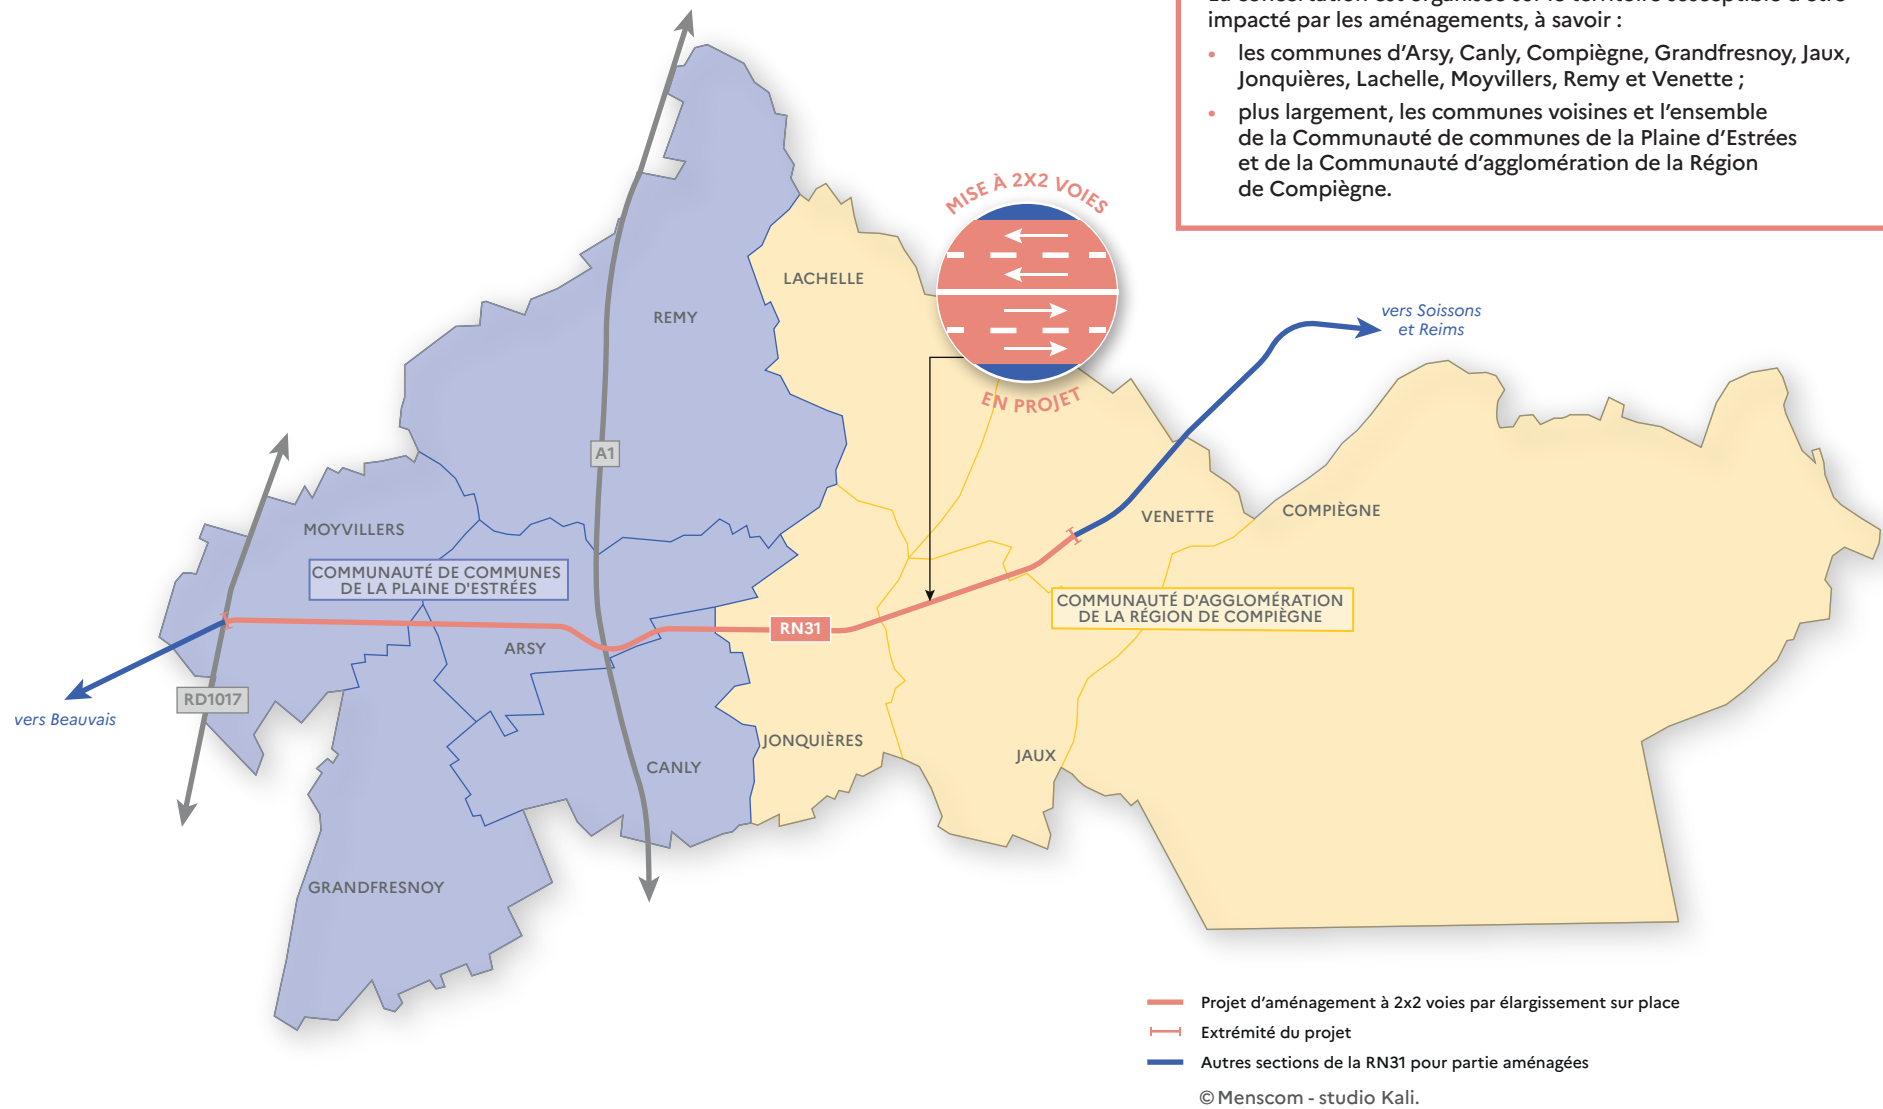 impacté par les aménagements, à savoir :
• les communes d'Arsy, Canly, Compiègne, Grandfresnoy, Jaux,
Jonquières, Lachelle, Moyvillers, Remy et Venette ;
• plus largement, les communes voisines et l'ensemble
de la Communauté de communes de la Plaine d'Estrées
et de la Communauté d'agglomération de la Région
de Compiègne.
MISE À 2X2 VOIES
EN PROJET
LACHELLE
REMY
vers Soissons
et Reims
A1
MOYVILLERS
VENETTE
COMPIÈGNE
COMMUNAUTÉ DE COMMUNES
DE LA PLAINE D'ESTRÉES
COMMUNAUTÉ D'AGGLOMÉRATION
DE LA RÉGION DE COMPIÈGNE
RN31
ARSY
RD1017
vers Beauvais
JONQUIÈRES
JAUX
CANLY
GRANDFRESNOY
Projet d'aménagement à 2x2 voies par élargissement sur place
Extrémité du projet
Autres sections de la RN31 pour partie aménagées
© Menscom - studio Kali.